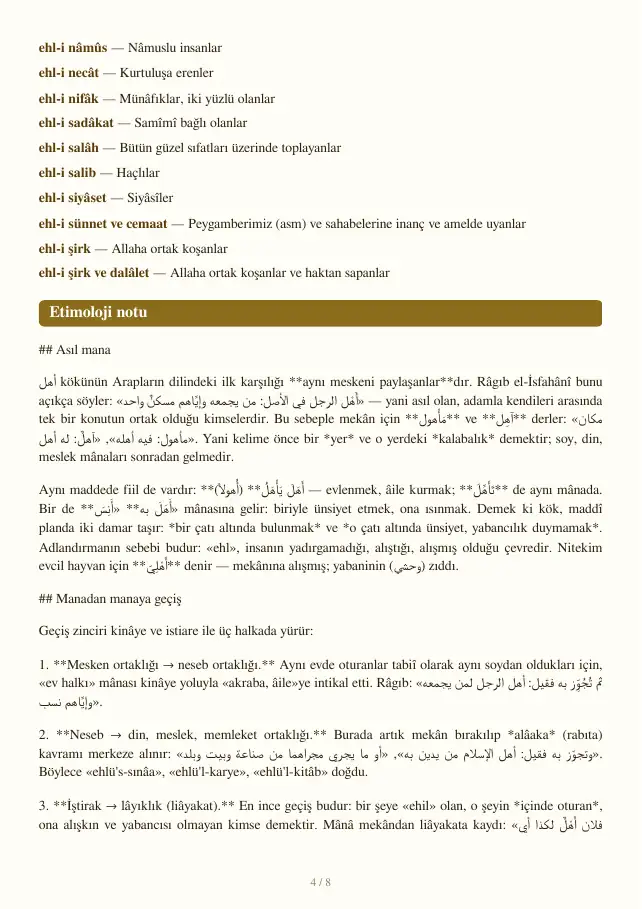 ehl-i nâmûs — Nâmuslu insanlar
ehl-i necât — Kurtuluşa erenler
ehl-i nifâk — Münâfıklar, iki yüzlü olanlar
ehl-i sadâkat — Samîmî bağlı olanlar
ehl-i salâh — Bütün güzel sıfatları üzerinde toplayanlar
ehl-i salib — Haçlılar
ehl-i siyâset — Siyâsîler
ehl-i sünnet ve cemaat — Peygamberimiz (asm) ve sahabelerine inanç ve amelde uyanlar
ehl-i şirk — Allaha ortak koşanlar
ehl-i şirk ve dalâlet — Allaha ortak koşanlar ve haktan sapanlar
Etimoloji notu
## Asıl mana
أهل kökünün Arapların dilindeki ilk karşılığı **aynı meskeni paylaşanlar**dır. Râgıb el-İsfahânî bunu
açıkça söyler: «أَهْل الرجل في الأصل: من يجمعه وإيّاهم مسكنٌ واحد» — yani asıl olan, adamla kendileri arasında
tek bir konutun ortak olduğu kimselerdir. Bu sebeple mekân için **مَأْهول** ve **آهِل** derler: «مكان
مأهول: فيه أهله», «آهلٌ: له أهل». Yani kelime önce bir *yer* ve o yerdeki *kalabalık* demektir; soy, din,
meslek mânaları sonradan gelmedir.
Aynı maddede fiil de vardır: **أَهَلَ يَأْهُلُ** (أُهولاً)** — evlenmek, âile kurmak; **تَأَهَّلَ** de aynı mânada.
Bir de **أَهَلَ به** «أَنِسَ» mânasına gelir: biriyle ünsiyet etmek, ona ısınmak. Demek ki kök, maddî
planda iki damar taşır: *bir çatı altında bulunmak* ve *o çatı altında ünsiyet, yabancılık duymamak*.
Adlandırmanın sebebi budur: «ehl», insanın yadırgamadığı, alıştığı, alışmış olduğu çevredir. Nitekim
evcil hayvan için **أَهْلِيّ** denir — mekânına alışmış; yabaninin (وحشي) zıddı.
## Manadan manaya geçiş
Geçiş zinciri kinâye ve istiare ile üç halkada yürür:
1. **Mesken ortaklığı → neseb ortaklığı.** Aynı evde oturanlar tabiî olarak aynı soydan oldukları için,
«ev halkı» mânası kinâye yoluyla «akraba, âile»ye intikal etti. Râgıb: «ثم تُجُوِّز به فقيل: أهل الرجل لمن يجمعه
وإيّاهم نسب».
2. **Neseb → din, meslek, memleket ortaklığı.** Burada artık mekân bırakılıp *alâaka* (rabıta)
kavramı merkeze alınır: «أو ما يجري مجراهما من صناعة وبيت وبلد», «وتجوّز به فقيل: أهل الإسلام من يدين به».
Böylece «ehlü's-sınâa», «ehlü'l-karye», «ehlü'l-kitâb» doğdu.
3. **İştirak → lâyıklık (liâyakat).** En ince geçiş budur: bir şeye «ehil» olan, o şeyin *içinde oturan*,
ona alışkın ve yabancısı olmayan kimse demektir. Mânâ mekândan liâyakata kaydı: «فلان أَهْلٌ لكذا أي
4 / 8